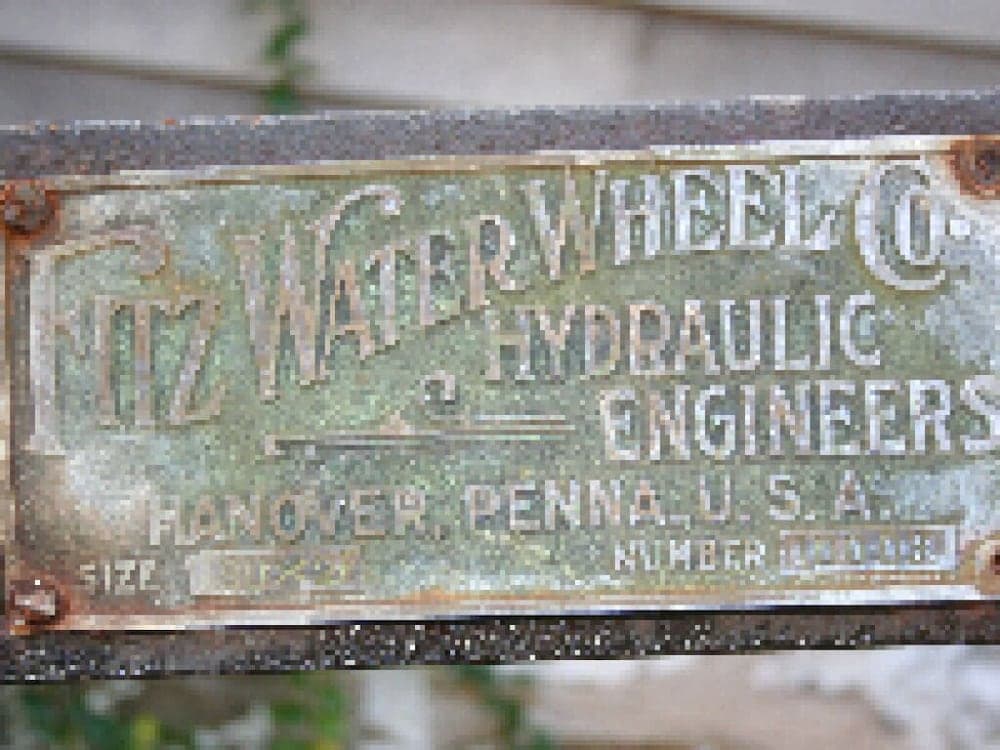 FITZ WATER WHEEL CO.
HYDRAULIC
ENGINEERS
HANOVER, PENNA. U. S. A.
SIZE
NUMBER